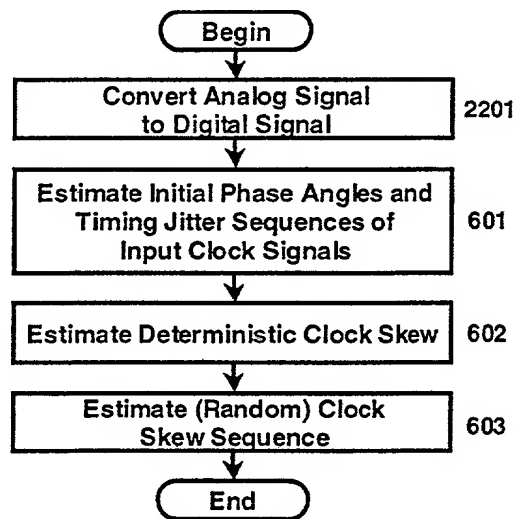 Begin
Convert Analog Signal
to Digital Signal
2201
Estimate Initial Phase Angles and
Timing Jitter Sequences of
Input Clock Signals
601
Estimate Deterministic Clock Skew
602
Estimate (Random) Clock
Skew Sequence
603
End